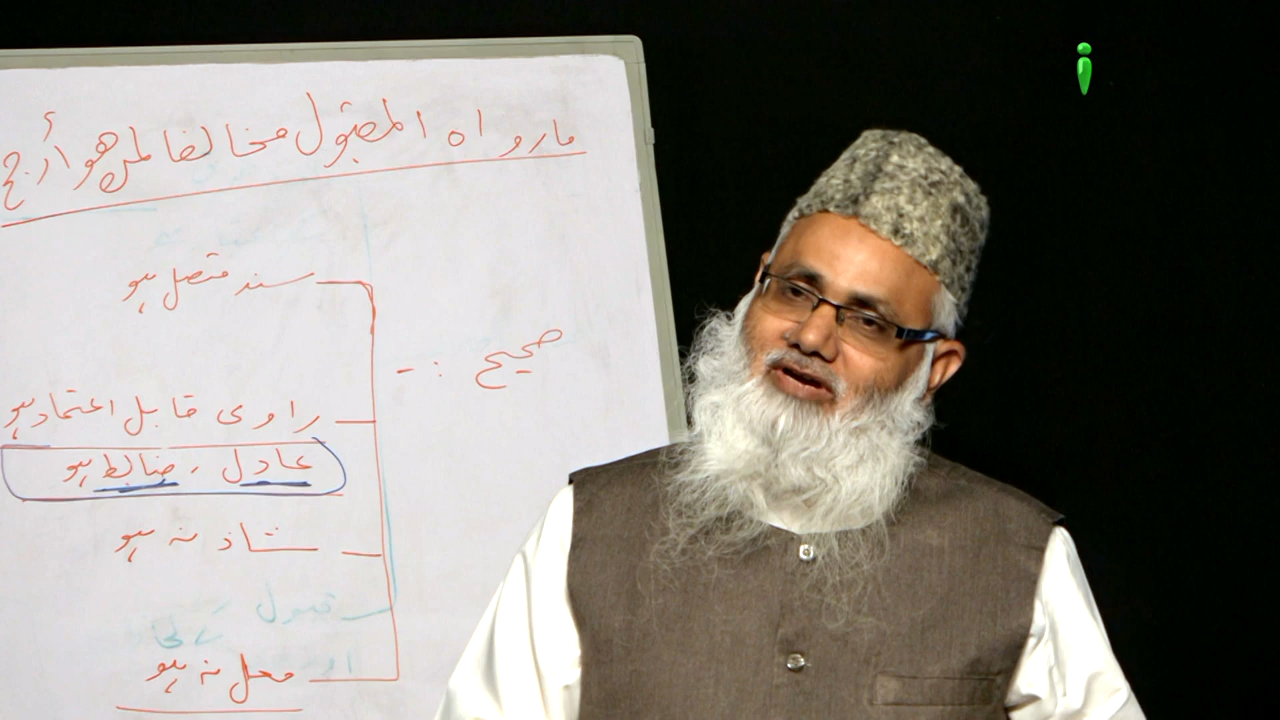 ما رواه المقبول مخالفا لمن هو أرجح
صحیح :-
سند متصل ہو
راوی قابل اعتماد ہو
عادل ، ضابط ہو
شاذ نہ ہو
قبول
معلل نہ ہو